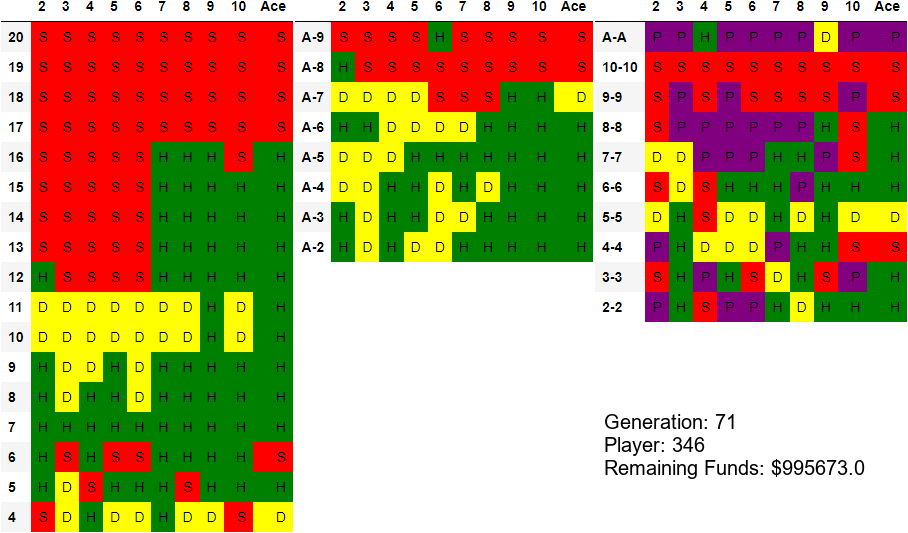 2 3 4 5 6 7 8 9 10 Ace
20 S S S S S S S S S S
19 S S S S S S S S S S
18 S S S S S S S S S S
17 S S S S S S S S S S
16 S S S S S H H H S H
15 S S S S S H H H H H
14 S S S S S H H H H H
13 S S S S S H H H H H
12 H S S S S H H H H H
11 D D D D D D D H D H
10 D D D D D D D H D H
9 H D D H D H H H H H
8 H D H H D H H H H H
7 H H H H H H H H H H
6 H S H S S H H H H S
5 H D S H H H S H H H
4 S D H D D H D D S D
2 3 4 5 6 7 8 9 10 Ace
A-9 S S S S H S S S S S
A-8 H S S S S S S S S S
A-7 D D D D S S S H H D
A-6 H H D D D D H H H H
A-5 D D D H H H H H H H
A-4 D D H H D H D H H H
A-3 H D H H D D H H H H
A-2 H D H D D H H H H H
2 3 4 5 6 7 8 9 10 Ace
A-A P P H P P P P D P P
10-10 S S S S S S S S S S
9-9 S P S P S S S S P S
8-8 S P P P P P P H S H
7-7 D D P P P H H P S H
6-6 S D S H H H P H H H
5-5 D H S D D H D H D D
4-4 P H D D D P H H S S
3-3 S H P H S D H S P H
2-2 P H S P P H D H H H
Generation: 71
Player: 346
Remaining Funds: $995673.0